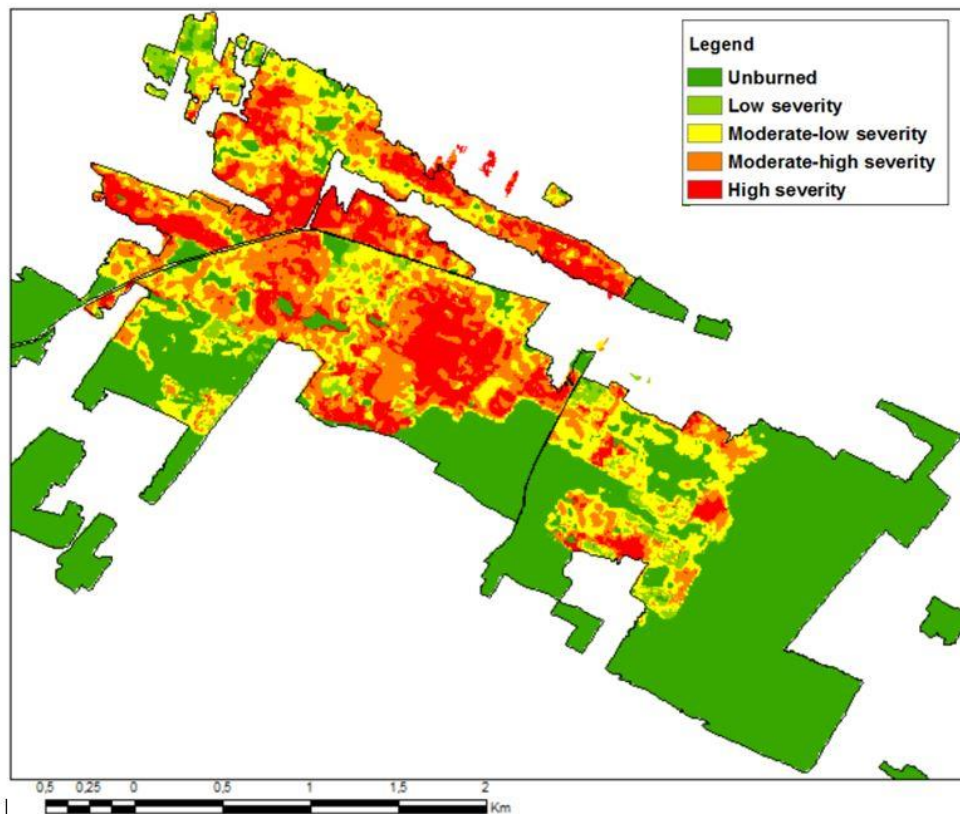 Legend
Unburned
Low severity
Moderate-low severity
Moderate-high severity
High severity
0,5 0,25 0 0,5 1 1,5 2
Km